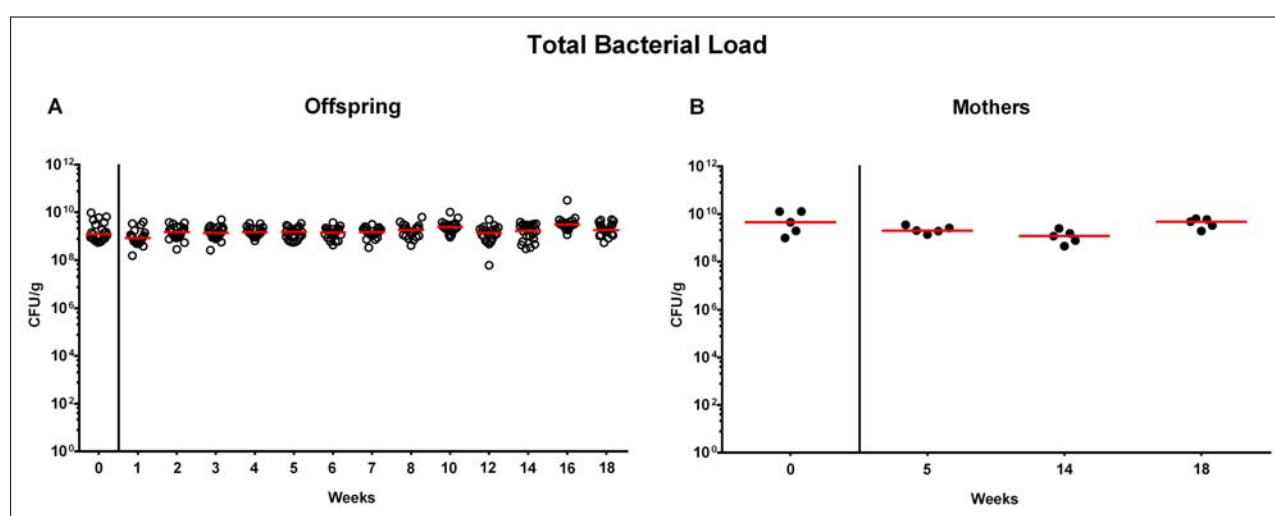 Total Bacterial Load
A Offspring
10¹²
10¹⁰
10⁸
10⁶
10⁴
10²
10⁰
CFU/g
0 1 2 3 4 5 6 7 8 10 12 14 16 18
Weeks
B Mothers
10¹²
10¹⁰
10⁸
10⁶
10⁴
10²
10⁰
CFU/g
0 5 14 18
Weeks